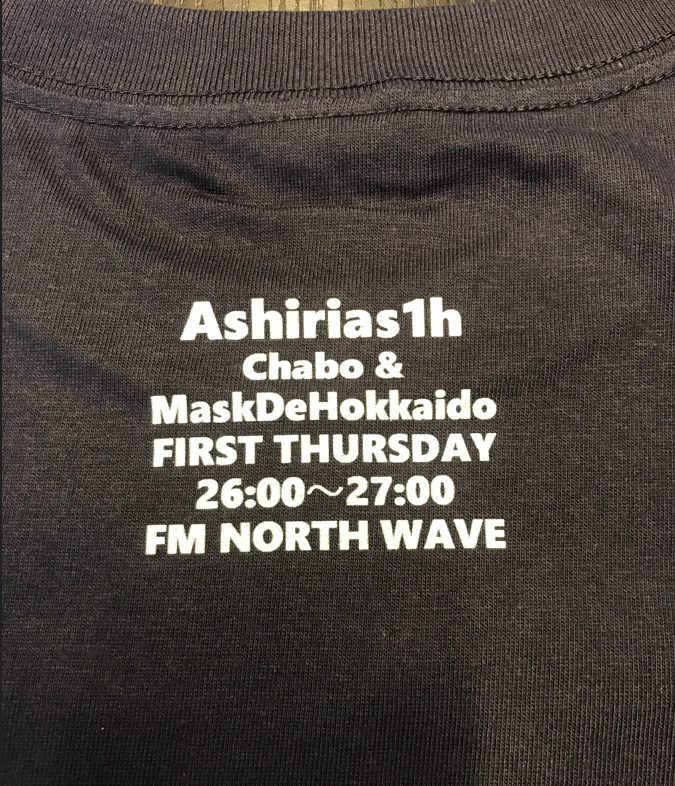 Ashirias1h
Chabo &
MaskDeHokkaido
FIRST THURSDAY
26:00～27:00
FM NORTH WAVE